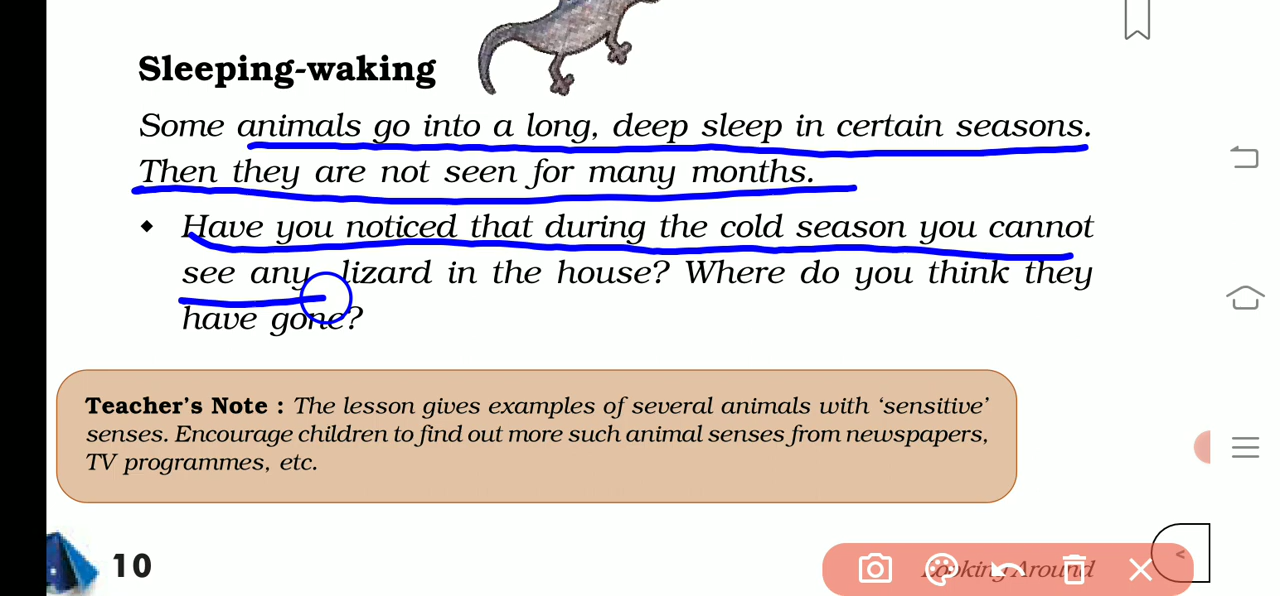 Sleeping-waking
Some animals go into a long, deep sleep in certain seasons.
Then they are not seen for many months.
Have you noticed that during the cold season you cannot
see any lizard in the house? Where do you think they
have gone?
Teacher's Note : The lesson gives examples of several animals with 'sensitive'
senses. Encourage children to find out more such animal senses from newspapers,
TV programmes, etc.
10
Looking Around